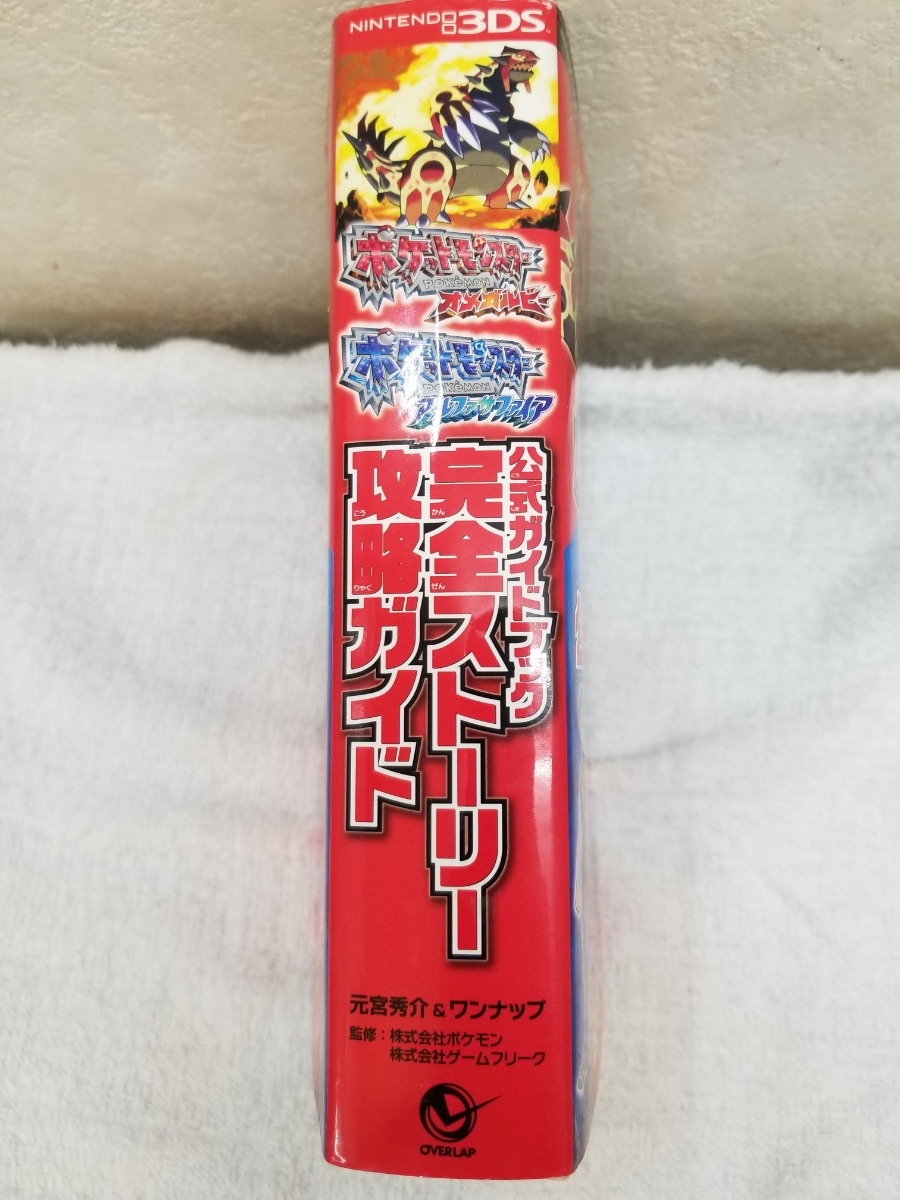 NINTENDO 3DS™
ポケットモンスター
POKéMON
オメガルビー
ポケットモンスター
POKéMON
アルファサファイア
公式ガイドブック
完全ストーリー
攻略ガイド
元宮秀介 & ワンナップ
監修：株式会社ポケモン
株式会社ゲームフリーク
OVERLAP